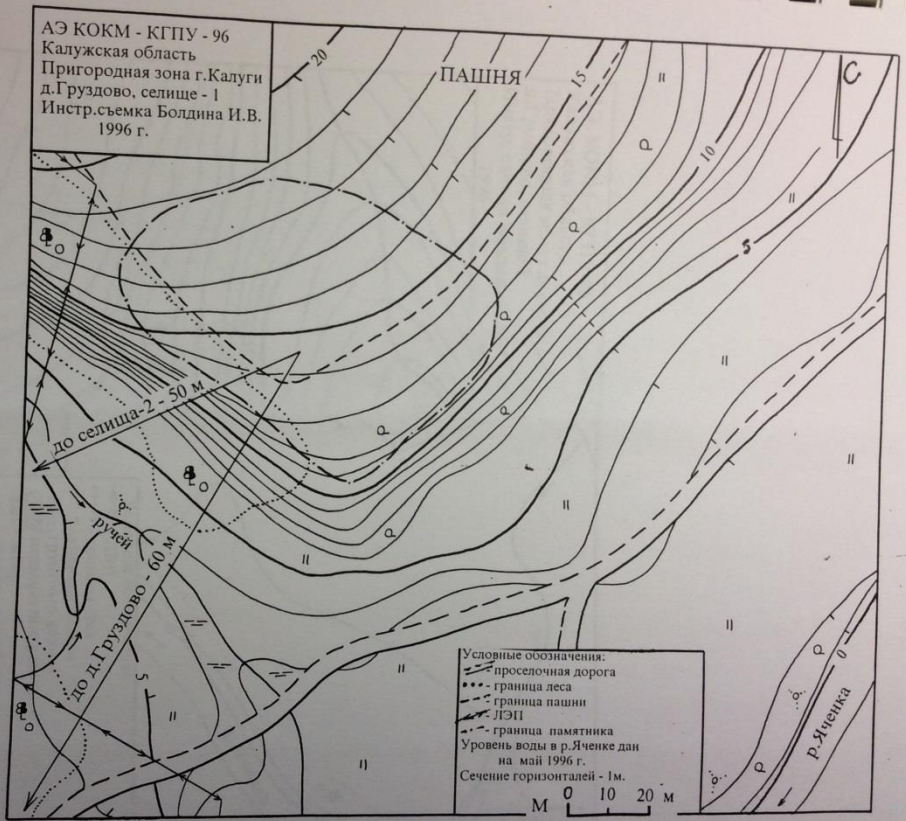 АЭ КОКМ - КГПУ - 96
Калужская область
Пригородная зона г.Калуги
д.Груздово, селище - 1
Инстр.съемка Болдина И.В.
1996 г.
20
ПАШНЯ
15
С
10
5
до селища-2 - 50 м
ручей
до д.Груздово - 60 м
5
Условные обозначения:
проселочная дорога
граница леса
граница пашни
ЛЭП
граница памятника
Уровень воды в р.Яченке дан
на май 1996 г.
Сечение горизонталей - 1м.
М 0 10 20 м
0
р.Яченка